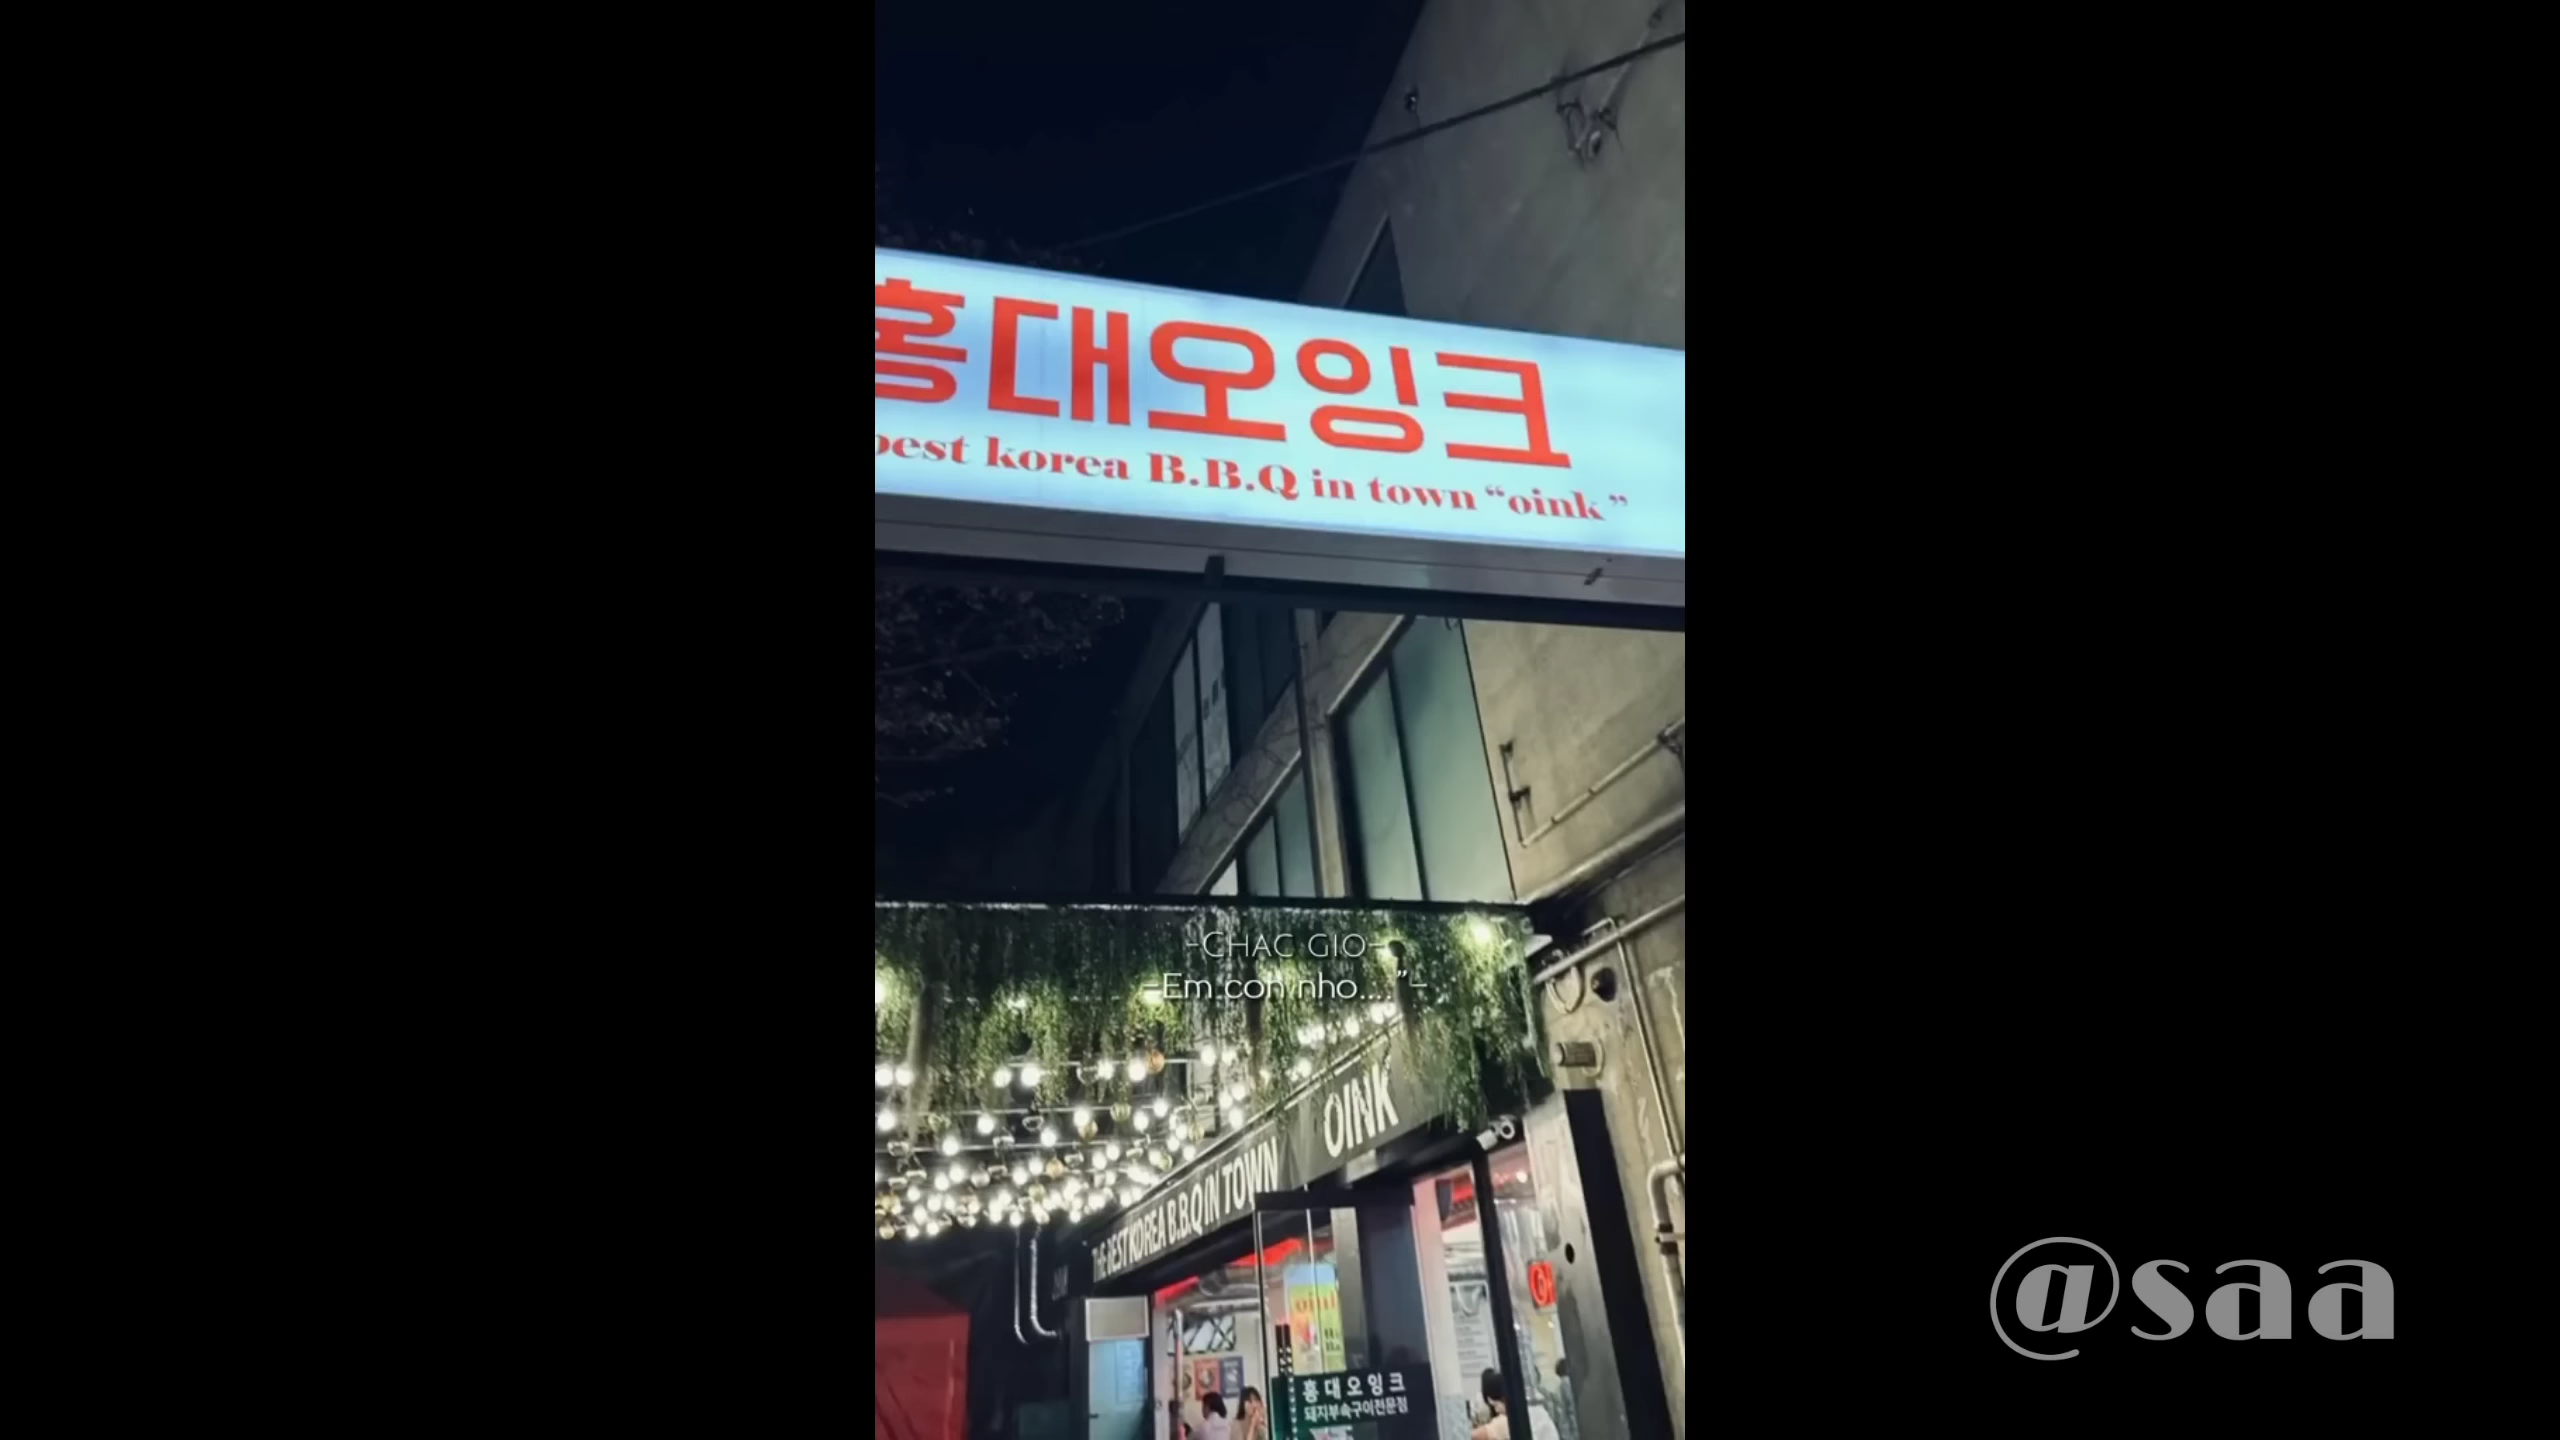 홍대오잉크
best korea B.B.Q in town “oink”
-CHAC GIO-
-Em con nho....”-
OINK
THE BEST KOREA B.B.Q IN TOWN
oink
홍대오잉크
돼지부속구이전문점
@saa